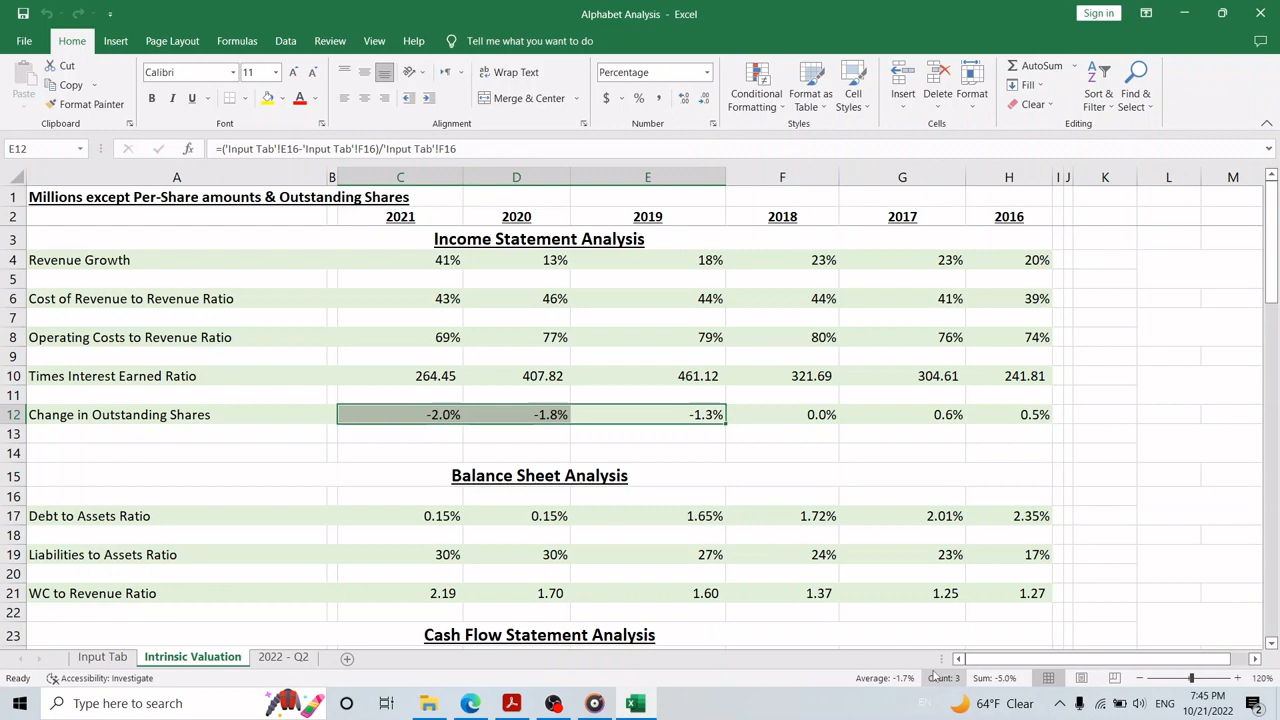 Alphabet Analysis - Excel
Sign in
File Home Insert Page Layout Formulas Data Review View Help Tell me what you want to do
Paste
Cut
Copy
Format Painter
Clipboard
Calibri 11
B I U
Font
Wrap Text
Merge & Center
Alignment
Percentage
$ % ,
Number
Conditional Formatting
Format as Table
Cell Styles
Styles
Insert Delete Format
Cells
AutoSum
Fill
Clear
Sort & Filter
Find & Select
Editing
E12 fx =('Input Tab'!E16-'Input Tab'!F16)/'Input Tab'!F16
A B C D E F G H I J K L M
1 Millions except Per-Share amounts & Outstanding Shares
2 2021 2020 2019 2018 2017 2016
3 Income Statement Analysis
4 Revenue Growth 41% 13% 18% 23% 23% 20%
5
6 Cost of Revenue to Revenue Ratio 43% 46% 44% 44% 41% 39%
7
8 Operating Costs to Revenue Ratio 69% 77% 79% 80% 76% 74%
9
10 Times Interest Earned Ratio 264.45 407.82 461.12 321.69 304.61 241.81
11
12 Change in Outstanding Shares -2.0% -1.8% -1.3% 0.0% 0.6% 0.5%
13
14
15 Balance Sheet Analysis
16
17 Debt to Assets Ratio 0.15% 0.15% 1.65% 1.72% 2.01% 2.35%
18
19 Liabilities to Assets Ratio 30% 30% 27% 24% 23% 17%
20
21 WC to Revenue Ratio 2.19 1.70 1.60 1.37 1.25 1.27
22
23 Cash Flow Statement Analysis
Input Tab Intrinsic Valuation 2022 - Q2
Ready Accessibility: Investigate Average: -1.7% Count: 3 Sum: -5.0% 120%
Type here to search
64°F Clear
7:45 PM
10/21/2022
2